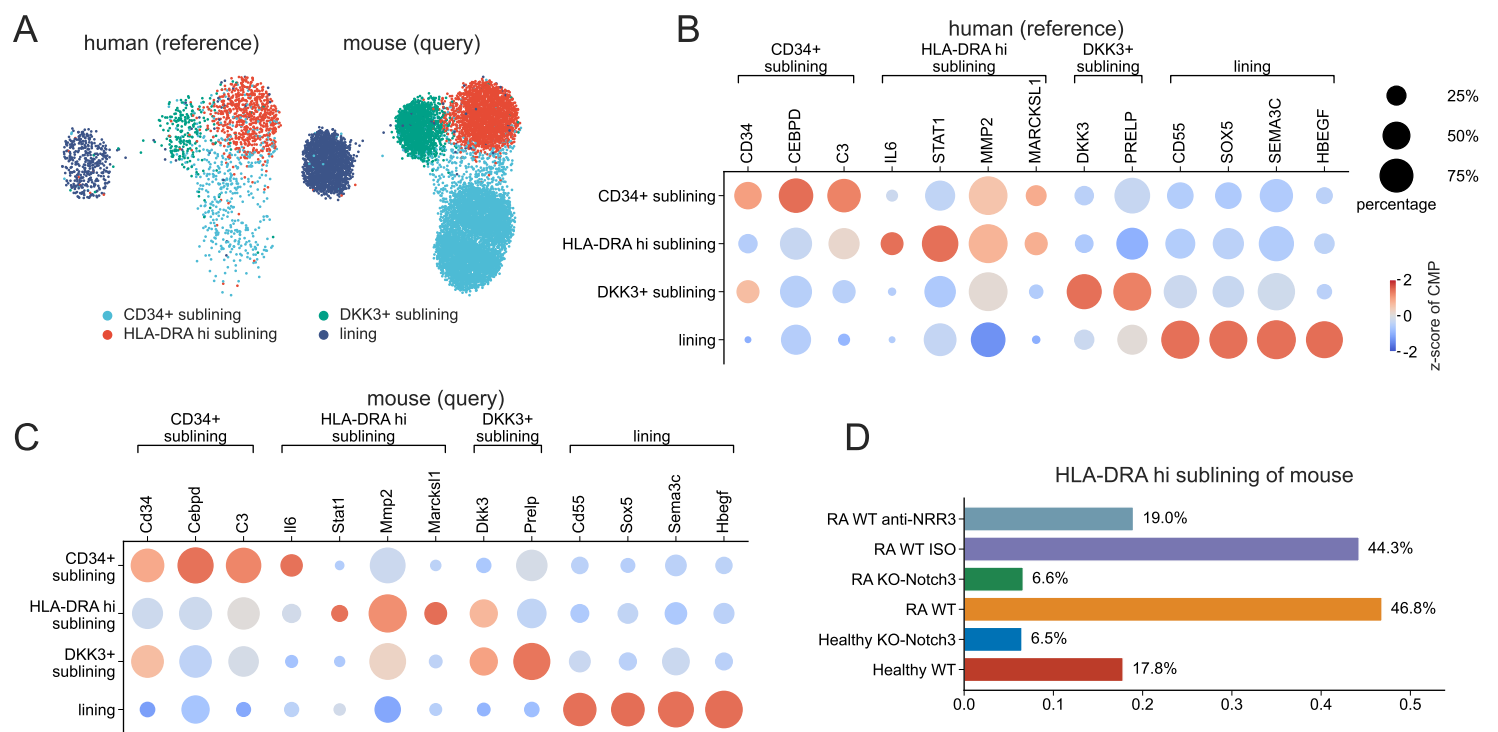 A
human (reference)
mouse (query)
CD34+ sublining
HLA-DRA hi sublining
DKK3+ sublining
lining
B
human (reference)
CD34+
sublining
HLA-DRA hi
sublining
DKK3+
sublining
lining
CD34
CEBPD
C3
IL6
STAT1
MMP2
MARCKSL1
DKK3
PRELP
CD55
SOX5
SEMA3C
HBEGF
CD34+ sublining
HLA-DRA hi sublining
DKK3+ sublining
lining
25%
50%
75%
percentage
2
0
-2
z-score of CMP
C
mouse (query)
CD34+
sublining
HLA-DRA hi
sublining
DKK3+
sublining
lining
Cd34
Cebpd
C3
Il6
Stat1
Mmp2
Marcksl1
Dkk3
Prelp
Cd55
Sox5
Sema3c
Hbegf
CD34+
sublining
HLA-DRA hi
sublining
DKK3+
sublining
lining
D
HLA-DRA hi sublining of mouse
RA WT anti-NRR3 19.0%
RA WT ISO 44.3%
RA KO-Notch3 6.6%
RA WT 46.8%
Healthy KO-Notch3 6.5%
Healthy WT 17.8%
0.0 0.1 0.2 0.3 0.4 0.5